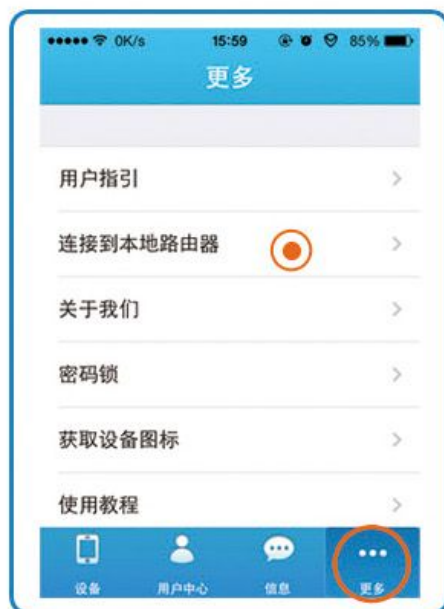 0K/s 15:59 85%
更多
用户指引
连接到本地路由器
关于我们
密码锁
获取设备图标
使用教程
设备 用户中心 信息 更多